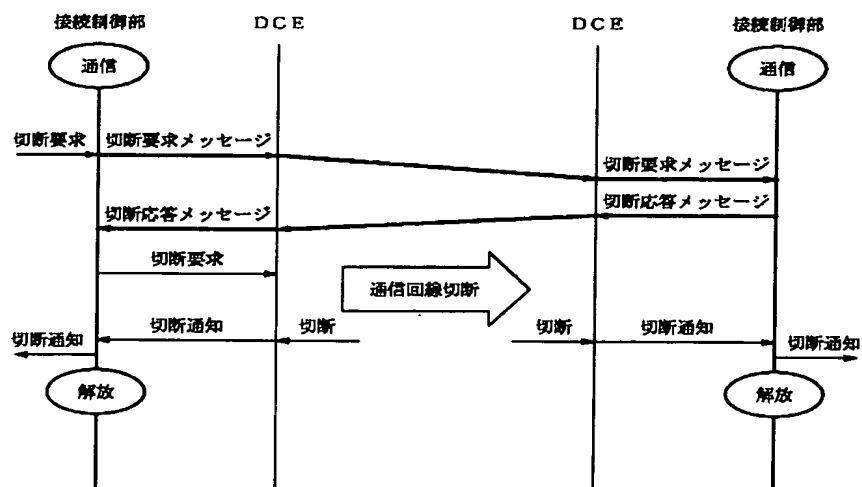 接続制御部 DCE DCE 接続制御部
通信 通信
切断要求 切断要求メッセージ
切断要求メッセージ
切断応答メッセージ
切断応答メッセージ
切断要求
通信回線切断
切断通知 切断 切断 切断通知
切断通知 切断通知
解放 解放